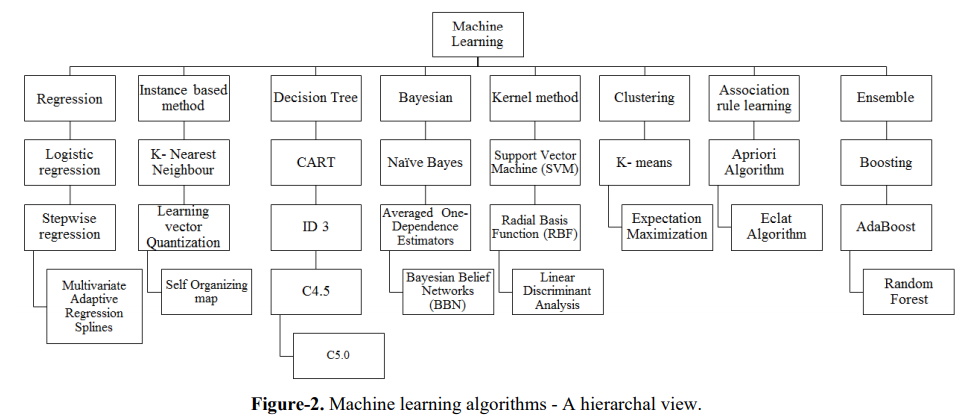 Machine
Learning
Regression
Instance based
method
Decision Tree
Bayesian
Kernel method
Clustering
Association
rule learning
Ensemble
Logistic
regression
K- Nearest
Neighbour
CART
Naïve Bayes
Support Vector
Machine (SVM)
K- means
Apriori
Algorithm
Boosting
Stepwise
regression
Learning
vector
Quantization
ID 3
Averaged One-
Dependence
Estimators
Radial Basis
Function (RBF)
Expectation
Maximization
Eclat
Algorithm
AdaBoost
Multivariate
Adaptive
Regression
Splines
Self Organizing
map
C4.5
Bayesian Belief
Networks
(BBN)
Linear
Discriminant
Analysis
Random
Forest
C5.0
Figure-2. Machine learning algorithms - A hierarchal view.